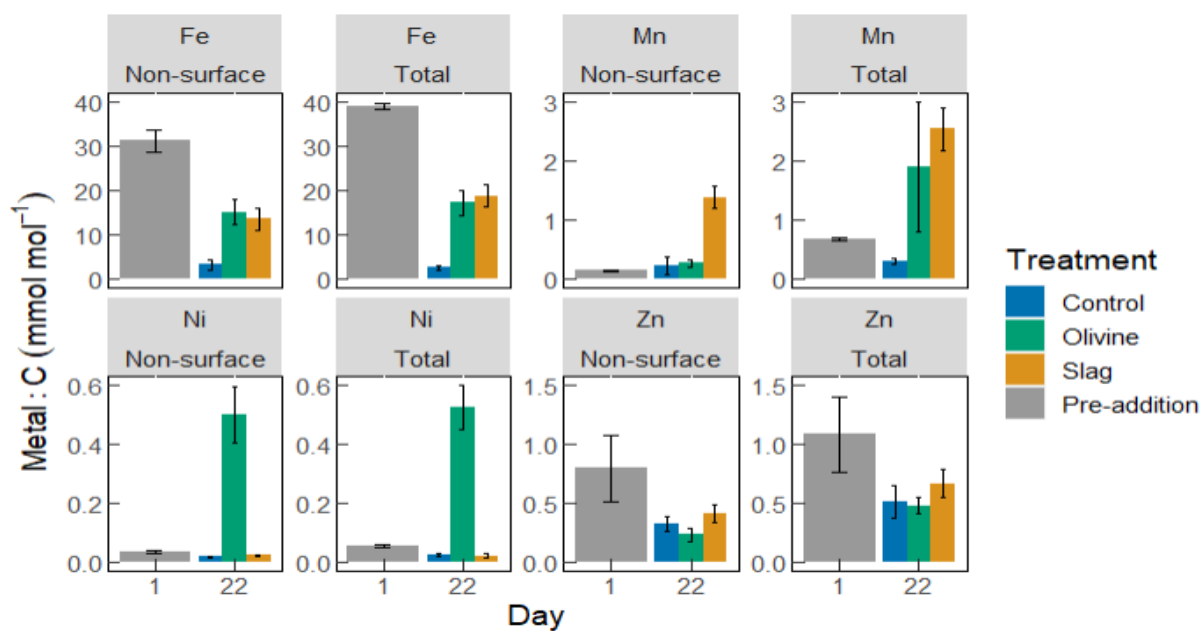 Fe
Non-surface
Fe
Total
Mn
Non-surface
Mn
Total
40
30
20
10
0
40
30
20
10
0
3
2
1
0
3
2
1
0
Ni
Non-surface
Ni
Total
Zn
Non-surface
Zn
Total
0.6
0.4
0.2
0.0
0.6
0.4
0.2
0.0
1.5
1.0
0.5
0.0
1.5
1.0
0.5
0.0
1 22
1 22
1 22
1 22
Metal : C (mmol mol⁻¹)
Day
Treatment
Control
Olivine
Slag
Pre-addition